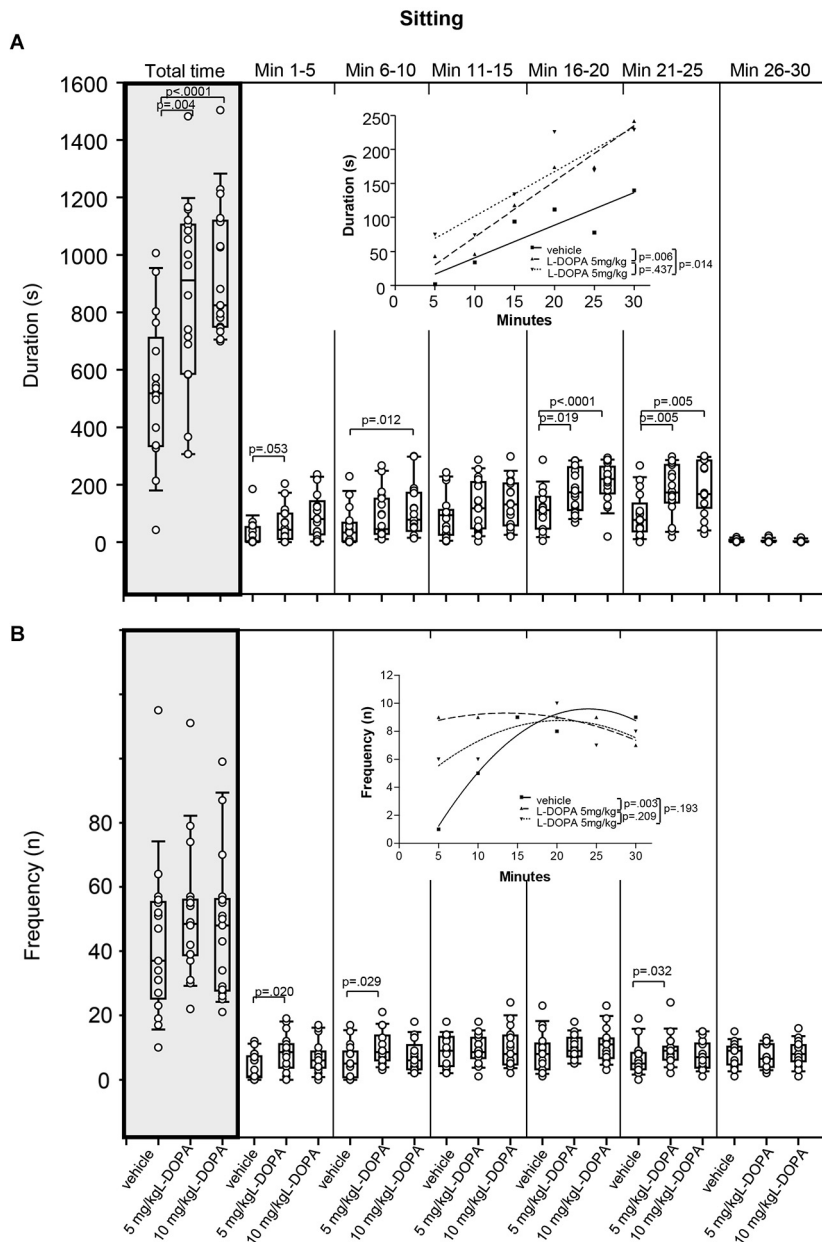 Sitting
A
Total time Min 1-5 Min 6-10 Min 11-15 Min 16-20 Min 21-25 Min 26-30
1600
1400
1200
1000
800
600
400
200
0
Duration (s)
p<.0001
p=.004
p=.053
p=.012
p<.0001
p=.019
p=.005
p=.005
250
200
150
100
50
0
Duration (s)
0 5 10 15 20 25 30
Minutes
vehicle
L-DOPA 5mg/kg
L-DOPA 5mg/kg
p=.006
p=.437
p=.014
B
80
60
40
20
0
Frequency (n)
p=.020
p=.029
p=.032
12
10
8
6
4
2
0
Frequency (n)
0 5 10 15 20 25 30
Minutes
vehicle
L-DOPA 5mg/kg
L-DOPA 5mg/kg
p=.003
p=.209
p=.193
vehicle
5 mg/kgL-DOPA
10 mg/kgL-DOPA
vehicle
5 mg/kgL-DOPA
10 mg/kgL-DOPA
vehicle
5 mg/kgL-DOPA
10 mg/kgL-DOPA
vehicle
5 mg/kgL-DOPA
10 mg/kgL-DOPA
vehicle
5 mg/kgL-DOPA
10 mg/kgL-DOPA
vehicle
5 mg/kgL-DOPA
10 mg/kgL-DOPA
vehicle
5 mg/kgL-DOPA
10 mg/kgL-DOPA